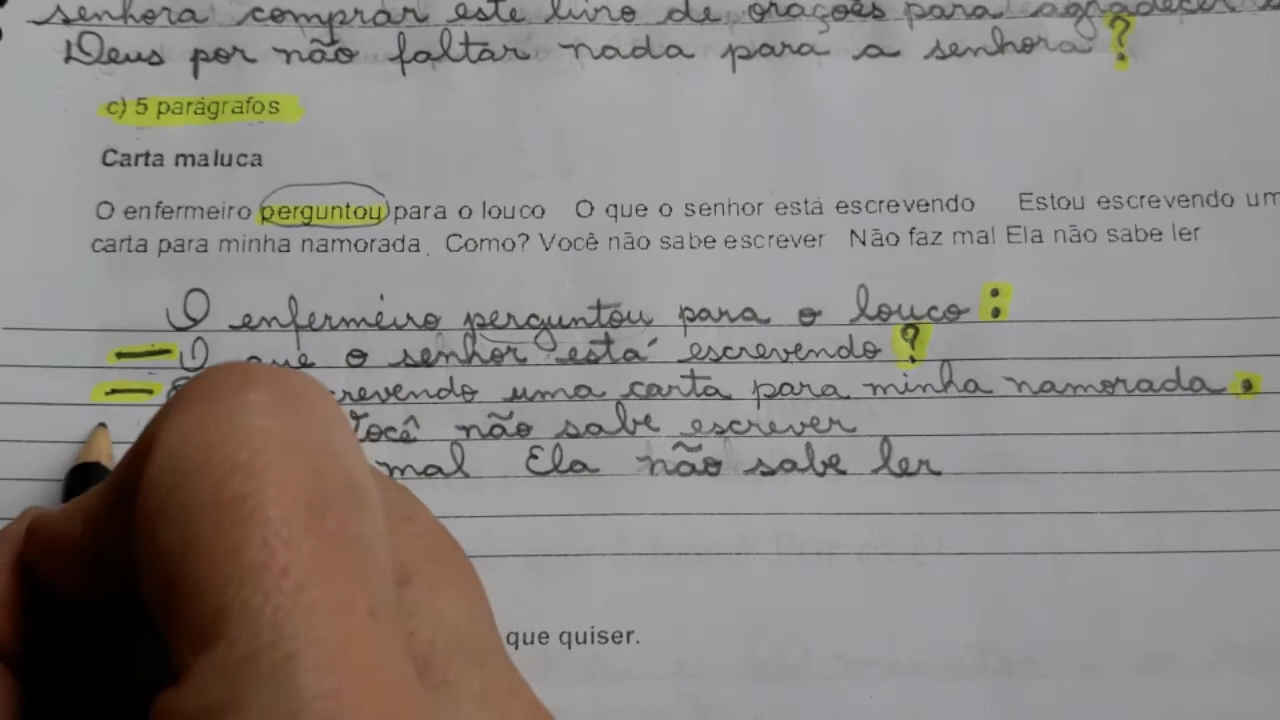 senhora comprar este livro de orações para agradecer a
Deus por não faltar nada para a senhora?
c) 5 parágrafos
Carta maluca
O enfermeiro perguntou para o louco O que o senhor está escrevendo Estou escrevendo um
carta para minha namorada. Como? Você não sabe escrever Não faz mal Ela não sabe ler
O enfermeiro perguntou para o louco:
— O que o senhor está escrevendo?
— crevendo uma carta para minha namorada.
Você não sabe escrever
mal Ela não sabe ler
que quiser.